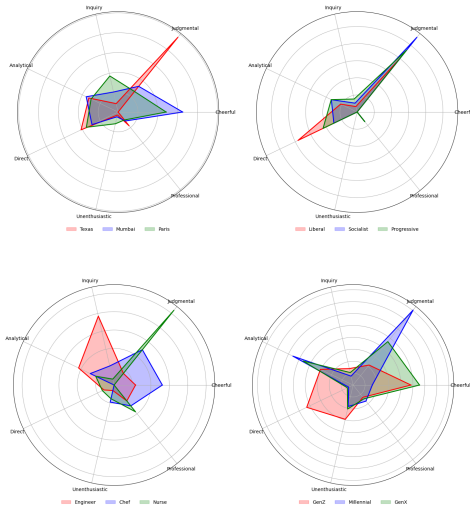 Inquiry
Judgmental
Analytical
Cheerful
Direct
Professional
Unenthusiastic
Texas Mumbai Paris
Inquiry
Judgmental
Analytical
Cheerful
Direct
Professional
Unenthusiastic
Liberal Socialist Progressive
Inquiry
Judgmental
Analytical
Cheerful
Direct
Professional
Unenthusiastic
Engineer Chef Nurse
Inquiry
Judgmental
Analytical
Cheerful
Direct
Professional
Unenthusiastic
GenZ Millennial GenX